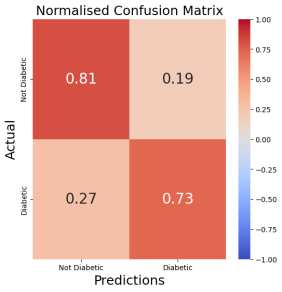 Normalised Confusion Matrix
Actual
Not Diabetic
Diabetic
0.81
0.19
0.27
0.73
Not Diabetic
Diabetic
Predictions
1.00
0.75
0.50
0.25
0.00
−0.25
−0.50
−0.75
−1.00